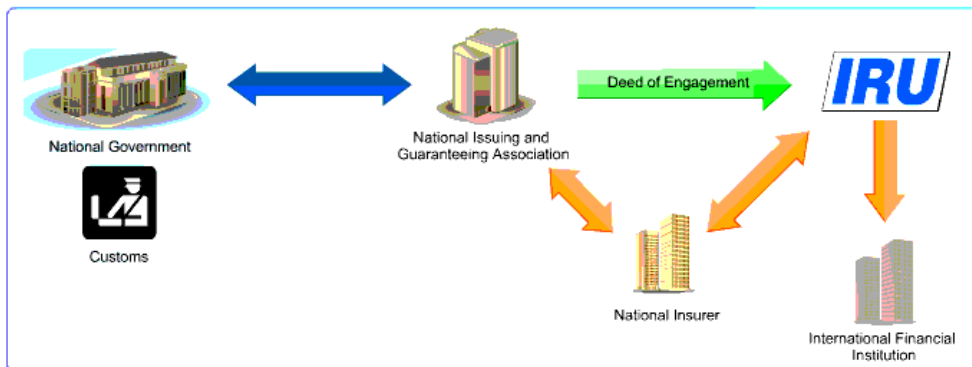 Deed of Engagement
IRU
National Government
National Issuing and
Guaranteeing Association
Customs
National Insurer
International Financial
Institution